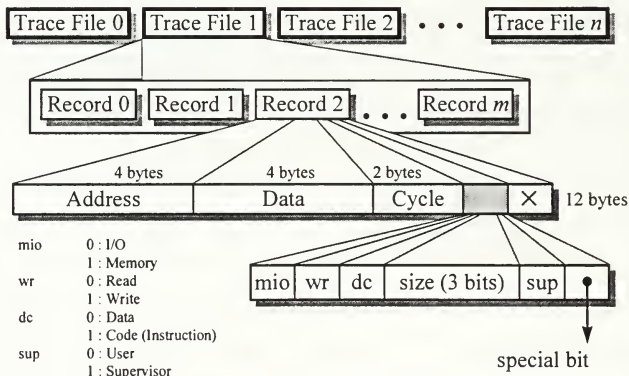 Trace File 0 Trace File 1 Trace File 2 • • • Trace File n
Record 0 Record 1 Record 2 • • • Record m
4 bytes 4 bytes 2 bytes
Address Data Cycle × 12 bytes
mio 0 : I/O
1 : Memory
wr 0 : Read
1 : Write
dc 0 : Data
1 : Code (Instruction)
sup 0 : User
1 : Supervisor
mio wr dc size (3 bits) sup
special bit